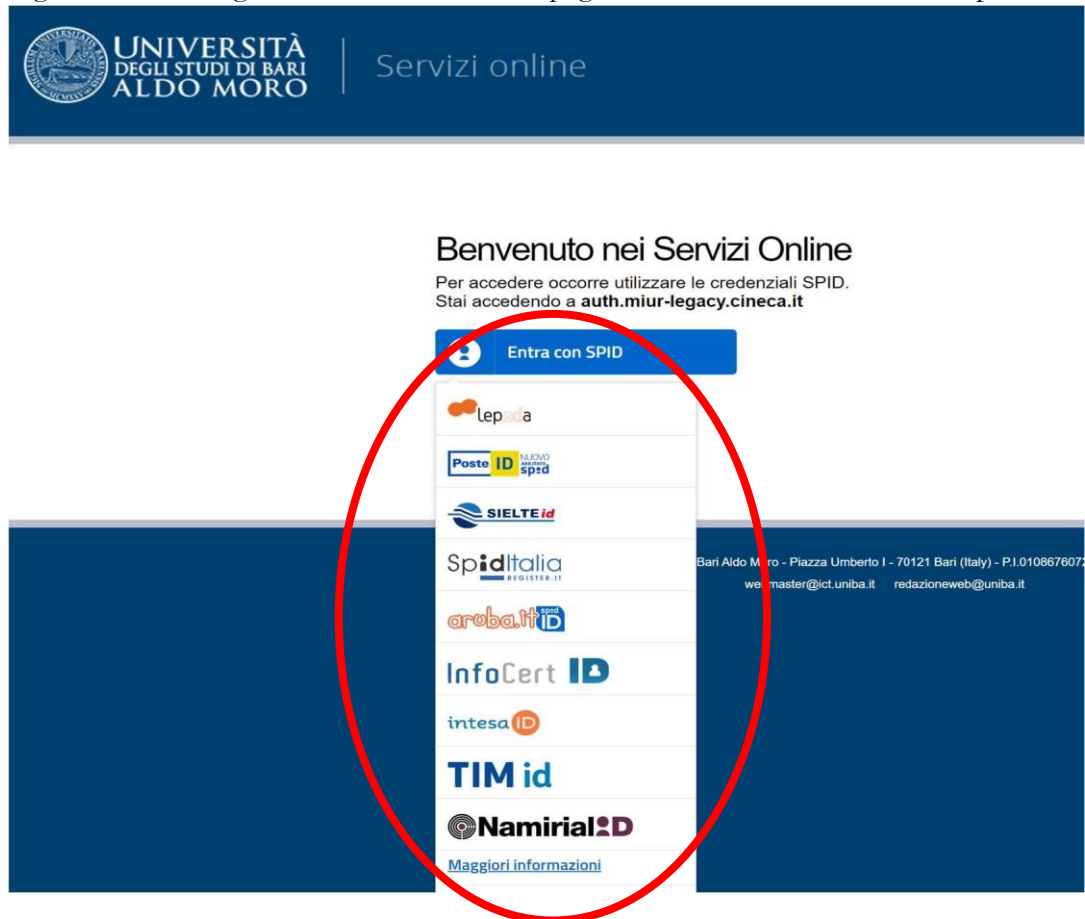 UNIVERSITÀ
DEGLI STUDI DI BARI
ALDO MORO
Servizi online
Benvenuto nei Servizi Online
Per accedere occorre utilizzare le credenziali SPID.
Stai accedendo a auth.miur-legacy.cineca.it
Entra con SPID
lepida
Poste ID NUOVO spid
SIELTE id
SpidItalia
REGISTER.IT
Bari Aldo Moro - Piazza Umberto I - 70121 Bari (Italy) - P.I.0108676072
webmaster@ict.uniba.it redazioneweb@uniba.it
aruba.it spid ID
InfoCert ID
intesa ID
TIM id
Namirial ID
Maggiori informazioni